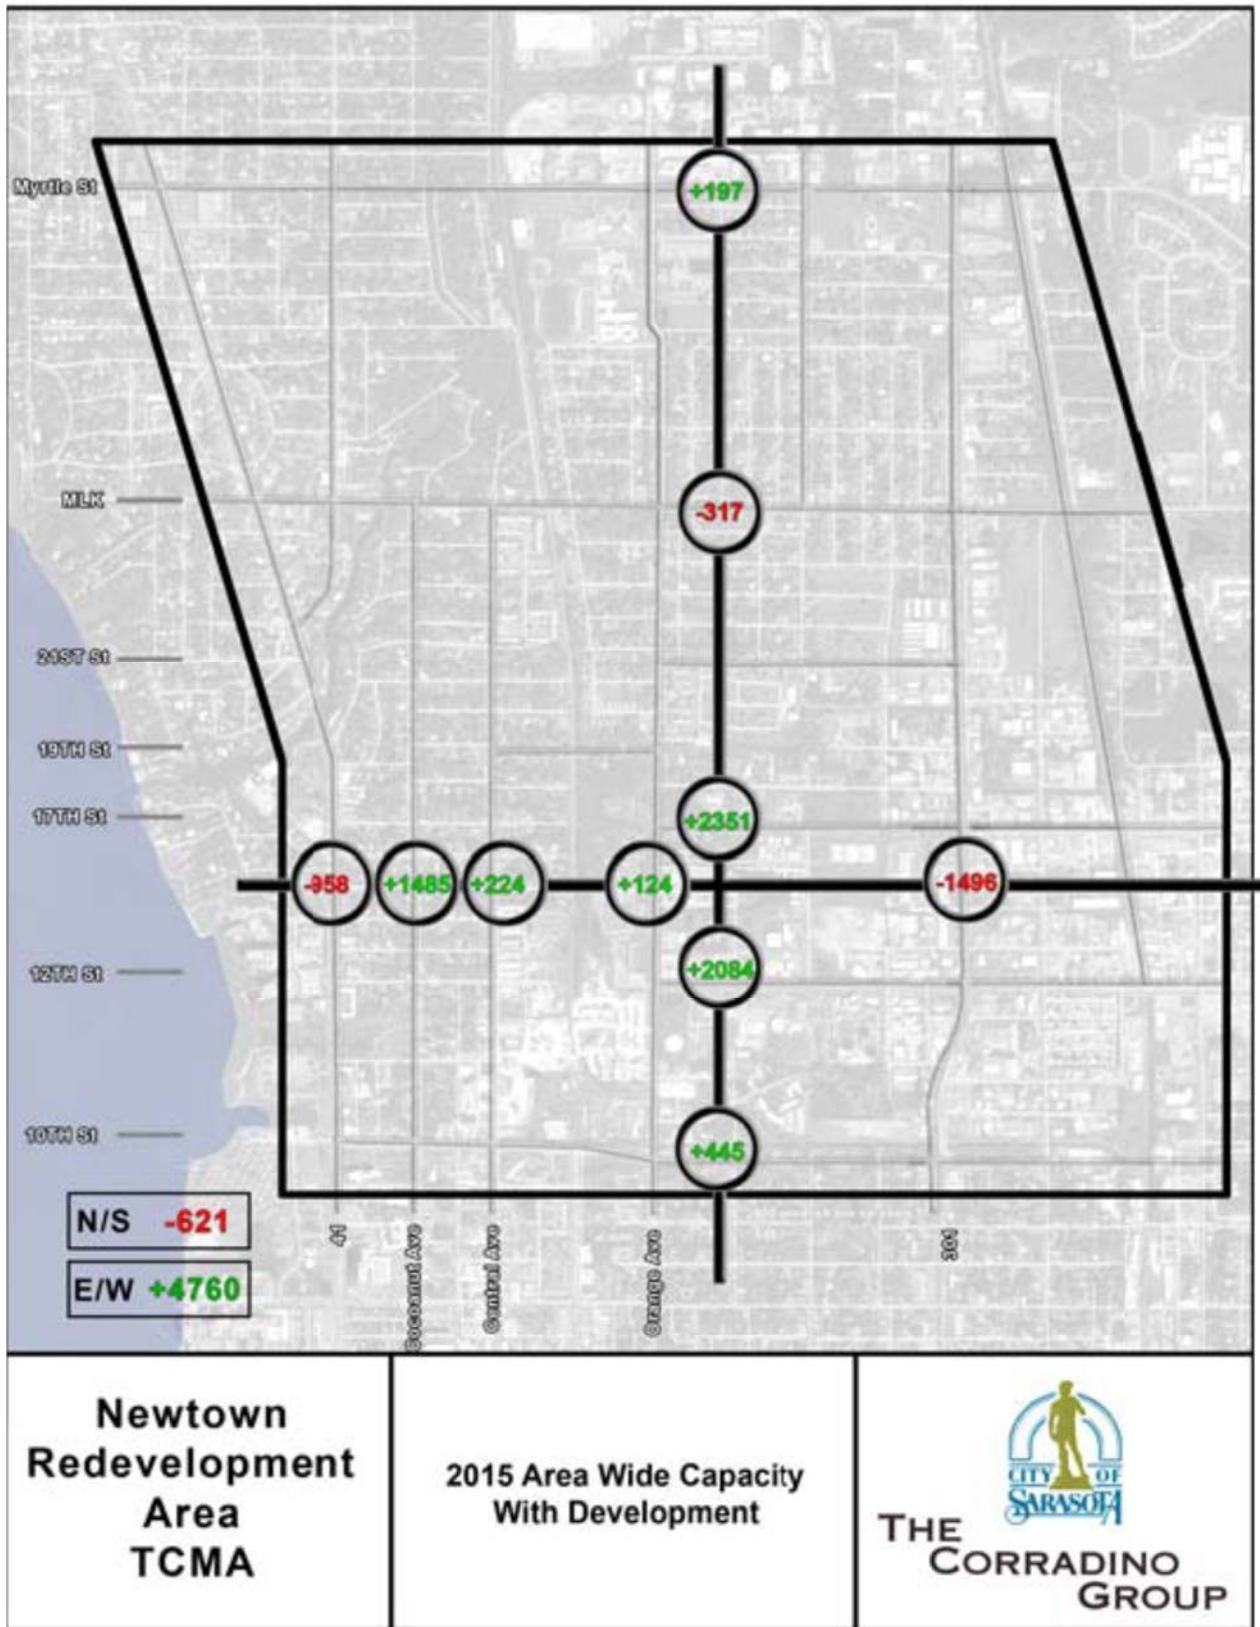 Myrtle St
+197
MLK
-317
21ST St
19TH St
17TH St
+2351
-958
+1485
+224
+124
-1496
12TH St
+2084
10TH St
+445
N/S -621
E/W +4760
41
Cocoanut Ave
Central Ave
Orange Ave
301
Newtown
Redevelopment
Area
TCMA
2015 Area Wide Capacity
With Development
CITY OF
SARASOTA
THE
CORRADINO
GROUP